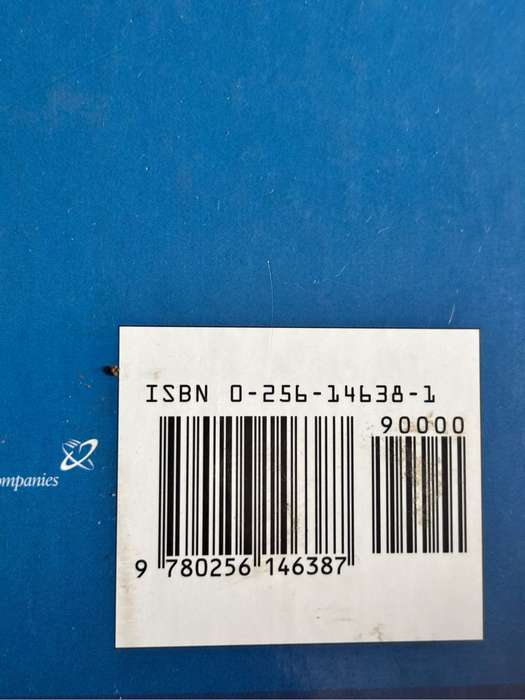 ISBN 0-256-14638-1
90000
ompanies
9 780256 146387